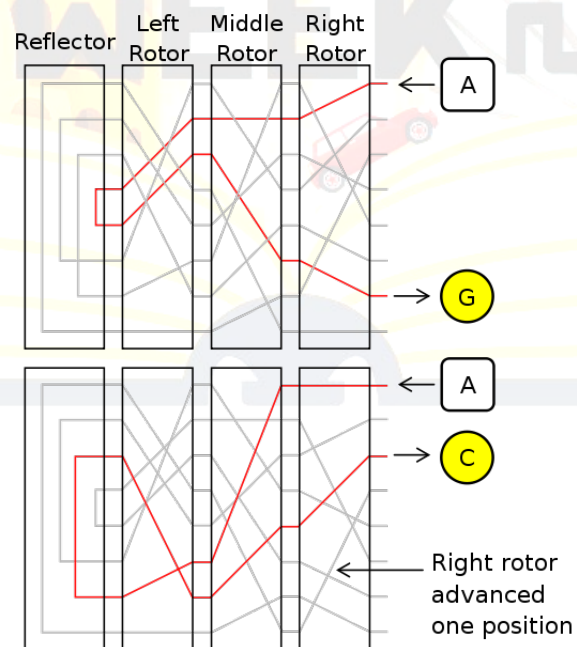 Reflector
Left
Rotor
Middle
Rotor
Right
Rotor
A
G
A
C
Right rotor
advanced
one position